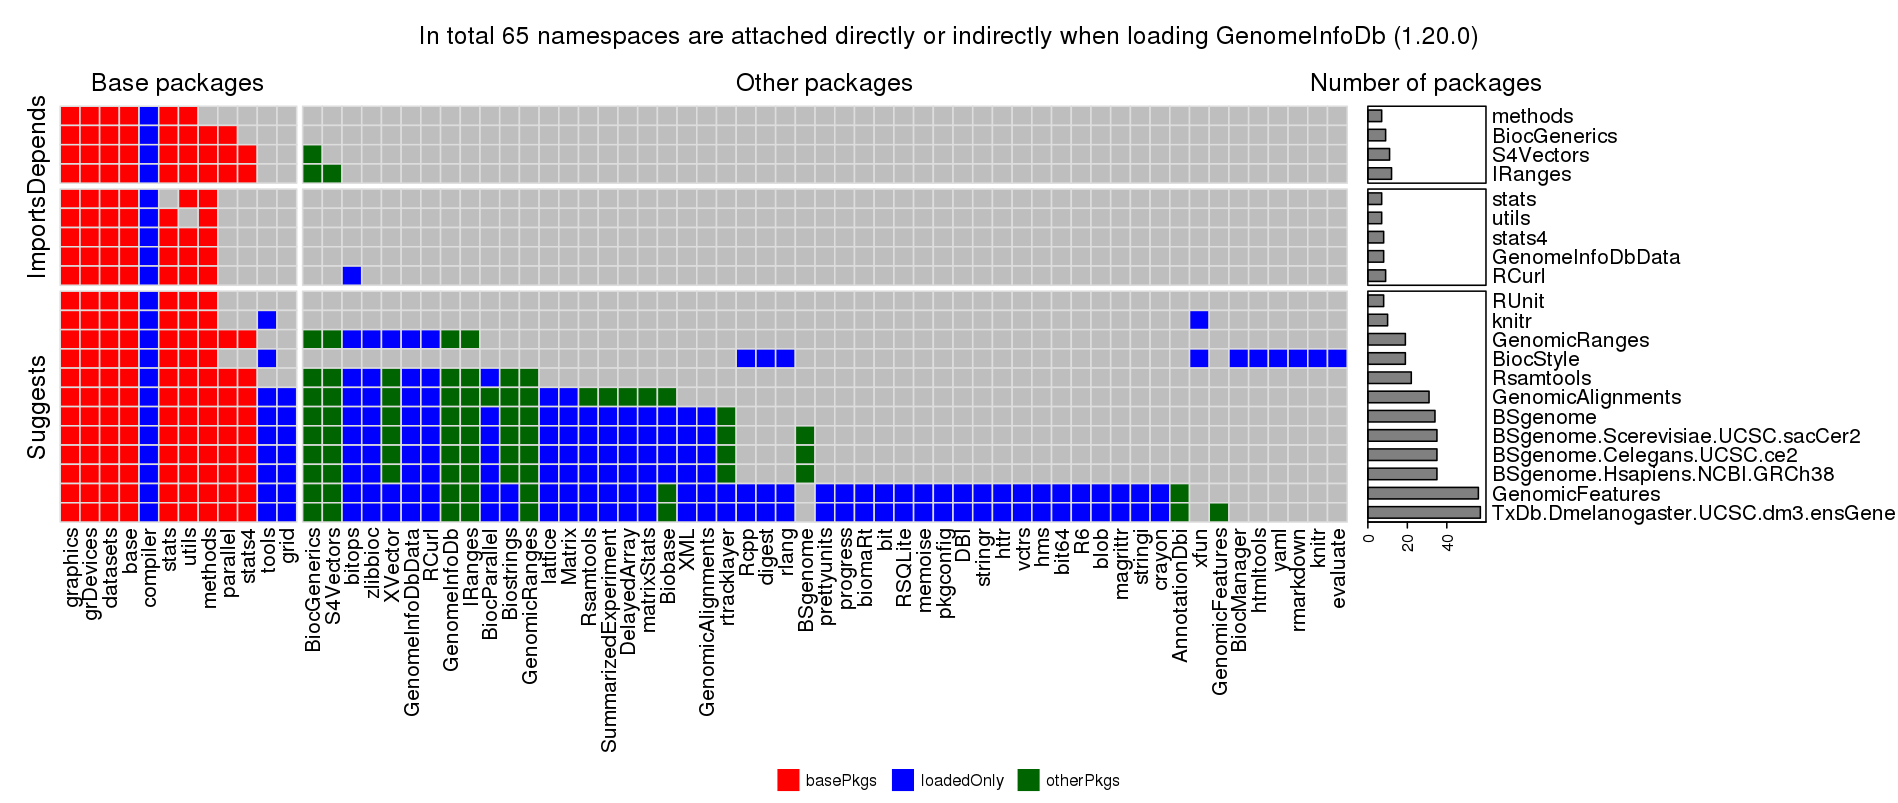 In total 65 namespaces are attached directly or indirectly when loading GenomeInfoDb (1.20.0)
Base packages
Other packages
Number of packages
Depends
methods
BiocGenerics
S4Vectors
IRanges
Imports
stats
utils
stats4
GenomeInfoDbData
RCurl
Suggests
RUnit
knitr
GenomicRanges
BiocStyle
Rsamtools
GenomicAlignments
BSgenome
BSgenome.Scerevisiae.UCSC.sacCer2
BSgenome.Celegans.UCSC.ce2
BSgenome.Hsapiens.NCBI.GRCh38
GenomicFeatures
TxDb.Dmelanogaster.UCSC.dm3.ensGene
graphics
grDevices
datasets
base
compiler
stats
utils
methods
parallel
stats4
tools
grid
BiocGenerics
S4Vectors
bitops
zlibbioc
XVector
GenomeInfoDbData
RCurl
GenomeInfoDb
IRanges
BiocParallel
Biostrings
GenomicRanges
lattice
Matrix
Rsamtools
SummarizedExperiment
DelayedArray
matrixStats
Biobase
XML
GenomicAlignments
rtracklayer
Rcpp
digest
rlang
BSgenome
prettyunits
progress
biomaRt
bit
RSQLite
memoise
pkgconfig
DBI
stringr
httr
vctrs
hms
bit64
R6
blob
magrittr
stringi
crayon
AnnotationDbi
xfun
GenomicFeatures
BiocManager
htmltools
yaml
rmarkdown
knitr
evaluate
0
20
40
basePkgs
loadedOnly
otherPkgs